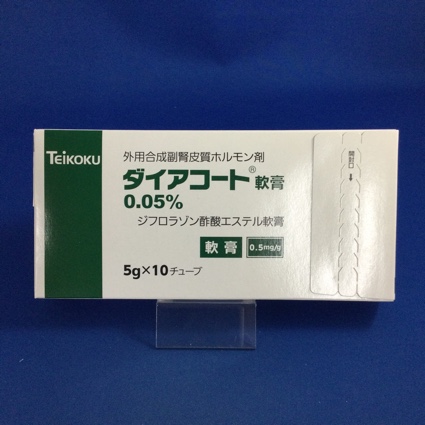 TEIKOKU
外用合成副腎皮質ホルモン剤
ダイアコート®軟膏
0.05%
ジフロラゾン酢酸エステル軟膏
軟膏 0.5mg/g
5g×10チューブ
開封口